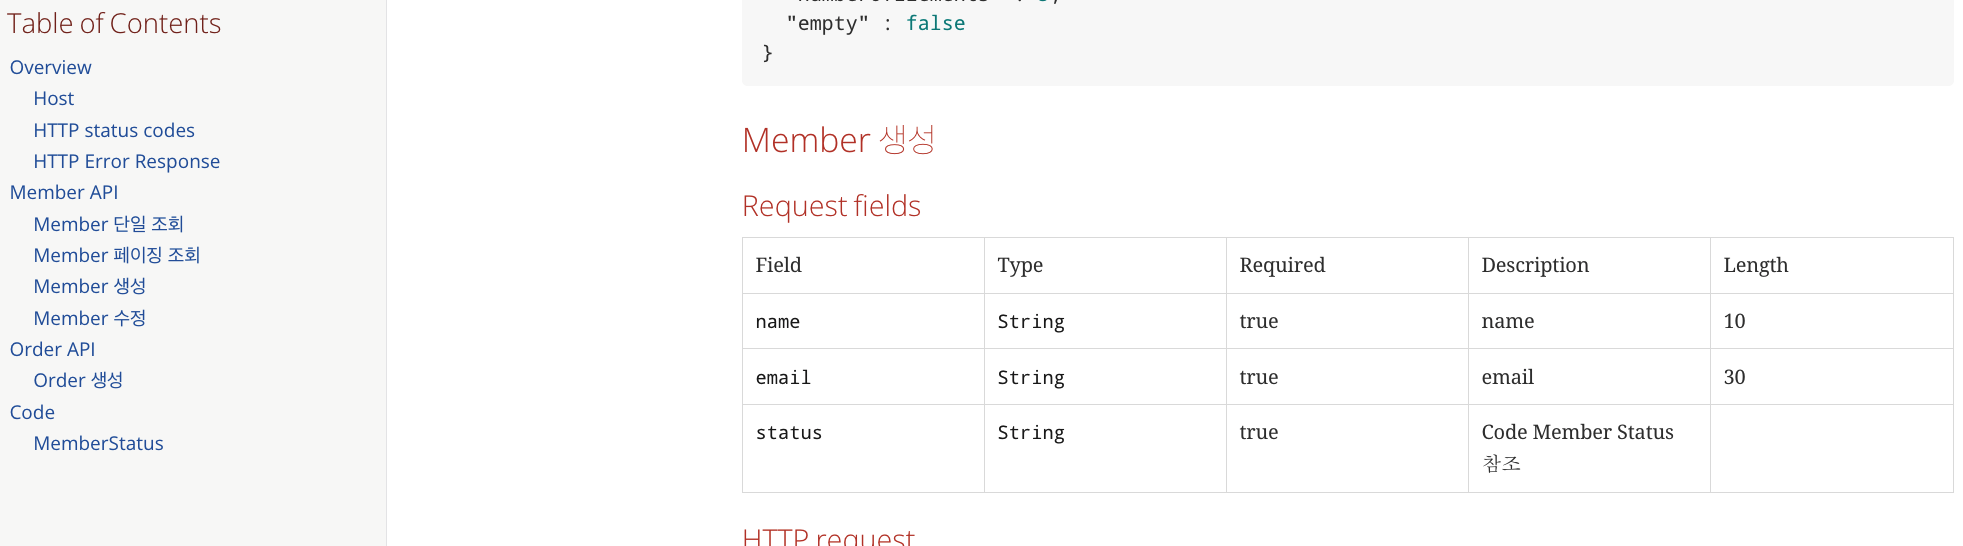 Table of Contents
Overview
Host
HTTP status codes
HTTP Error Response
Member API
Member 단일 조회
Member 페이징 조회
Member 생성
Member 수정
Order API
Order 생성
Code
MemberStatus
"empty" : false
}
Member 생성
Request fields
Field Type Required Description Length
name String true name 10
email String true email 30
status String true Code Member Status
참조
HTTP request